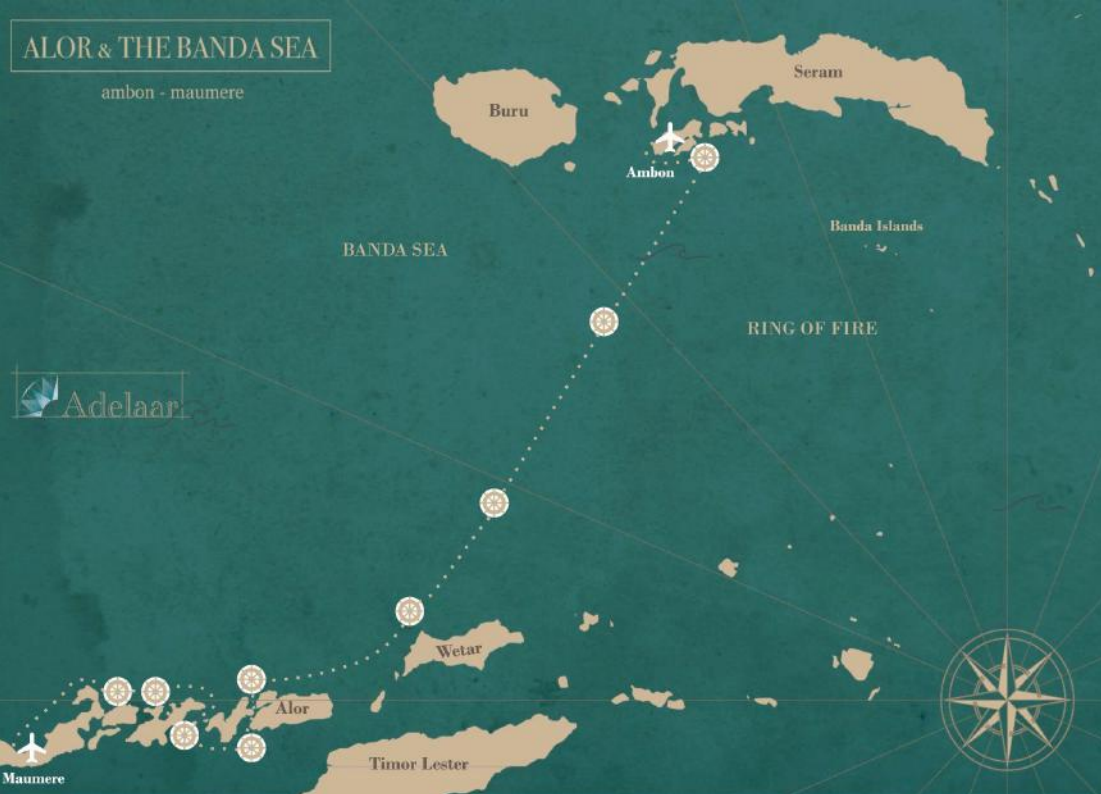 ALOR & THE BANDA SEA
ambon - maumere
Seram
Buru
Ambon
Banda Islands
BANDA SEA
RING OF FIRE
Adelaar
Wetar
Alor
Timor Lester
Maumere